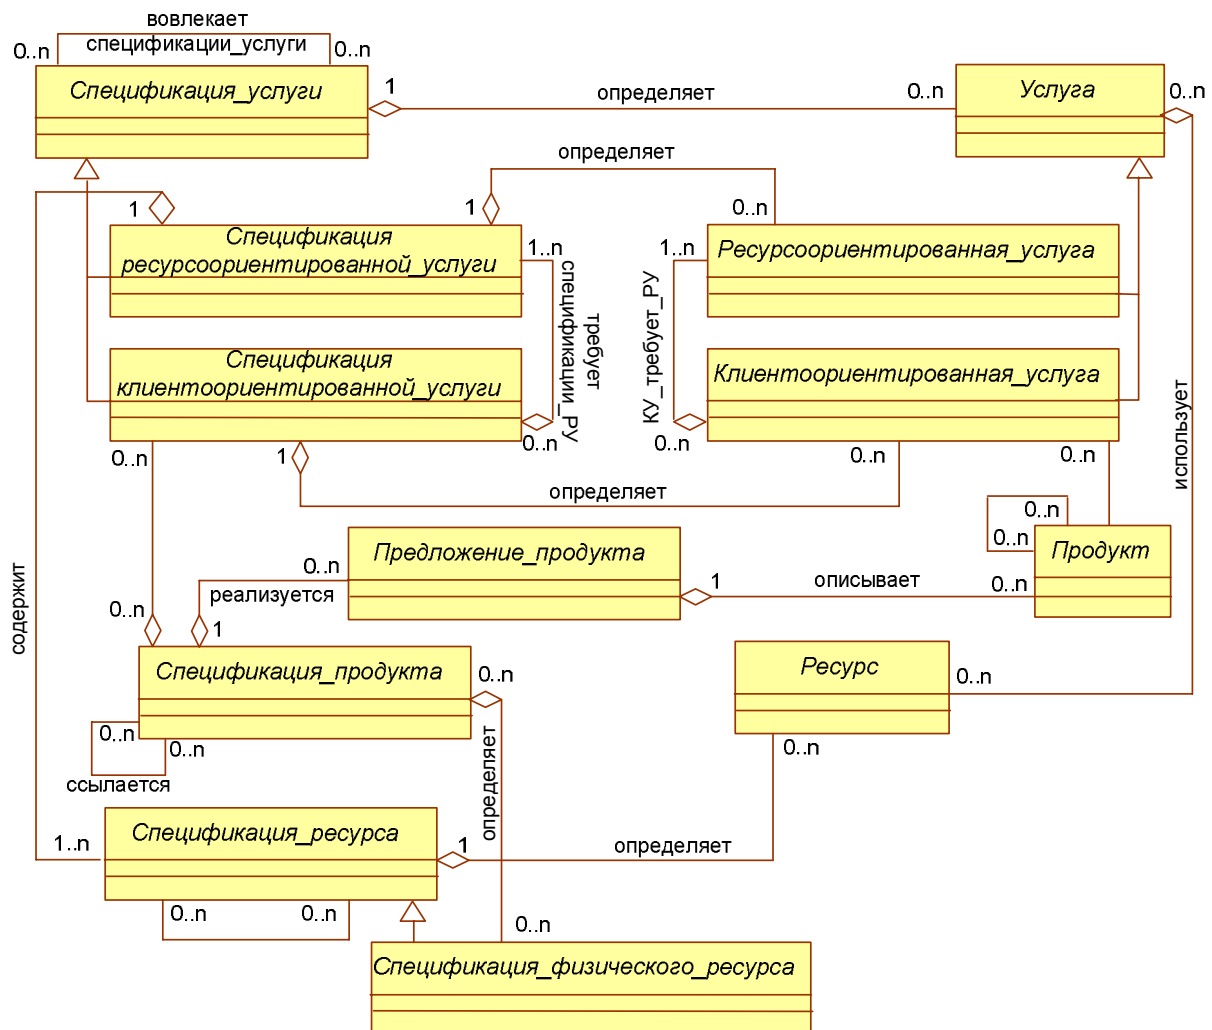 вовлекает
0..n
спецификации_услуги
0..n
Спецификация_услуги
1
определяет
0..n
Услуга
0..n
определяет
1
1
0..n
Спецификация
ресурсоориентированной_услуги
1..n
Ресурсоориентированная_услуга
1..n
требует
спецификации_РУ
КУ_требует_РУ
Спецификация
клиентоориентированной_услуги
0..n
Клиентоориентированная_услуга
0..n
использует
0..n
1
определяет
0..n
0..n
0..n
0..n
Продукт
Предложение_продукта
0..n
реализуется
1
описывает
0..n
содержит
0..n
1
Спецификация_продукта
0..n
Ресурс
0..n
0..n
0..n
ссылается
определяет
0..n
Спецификация_ресурса
1..n
1
определяет
0..n
0..n
0..n
Спецификация_физического_ресурса